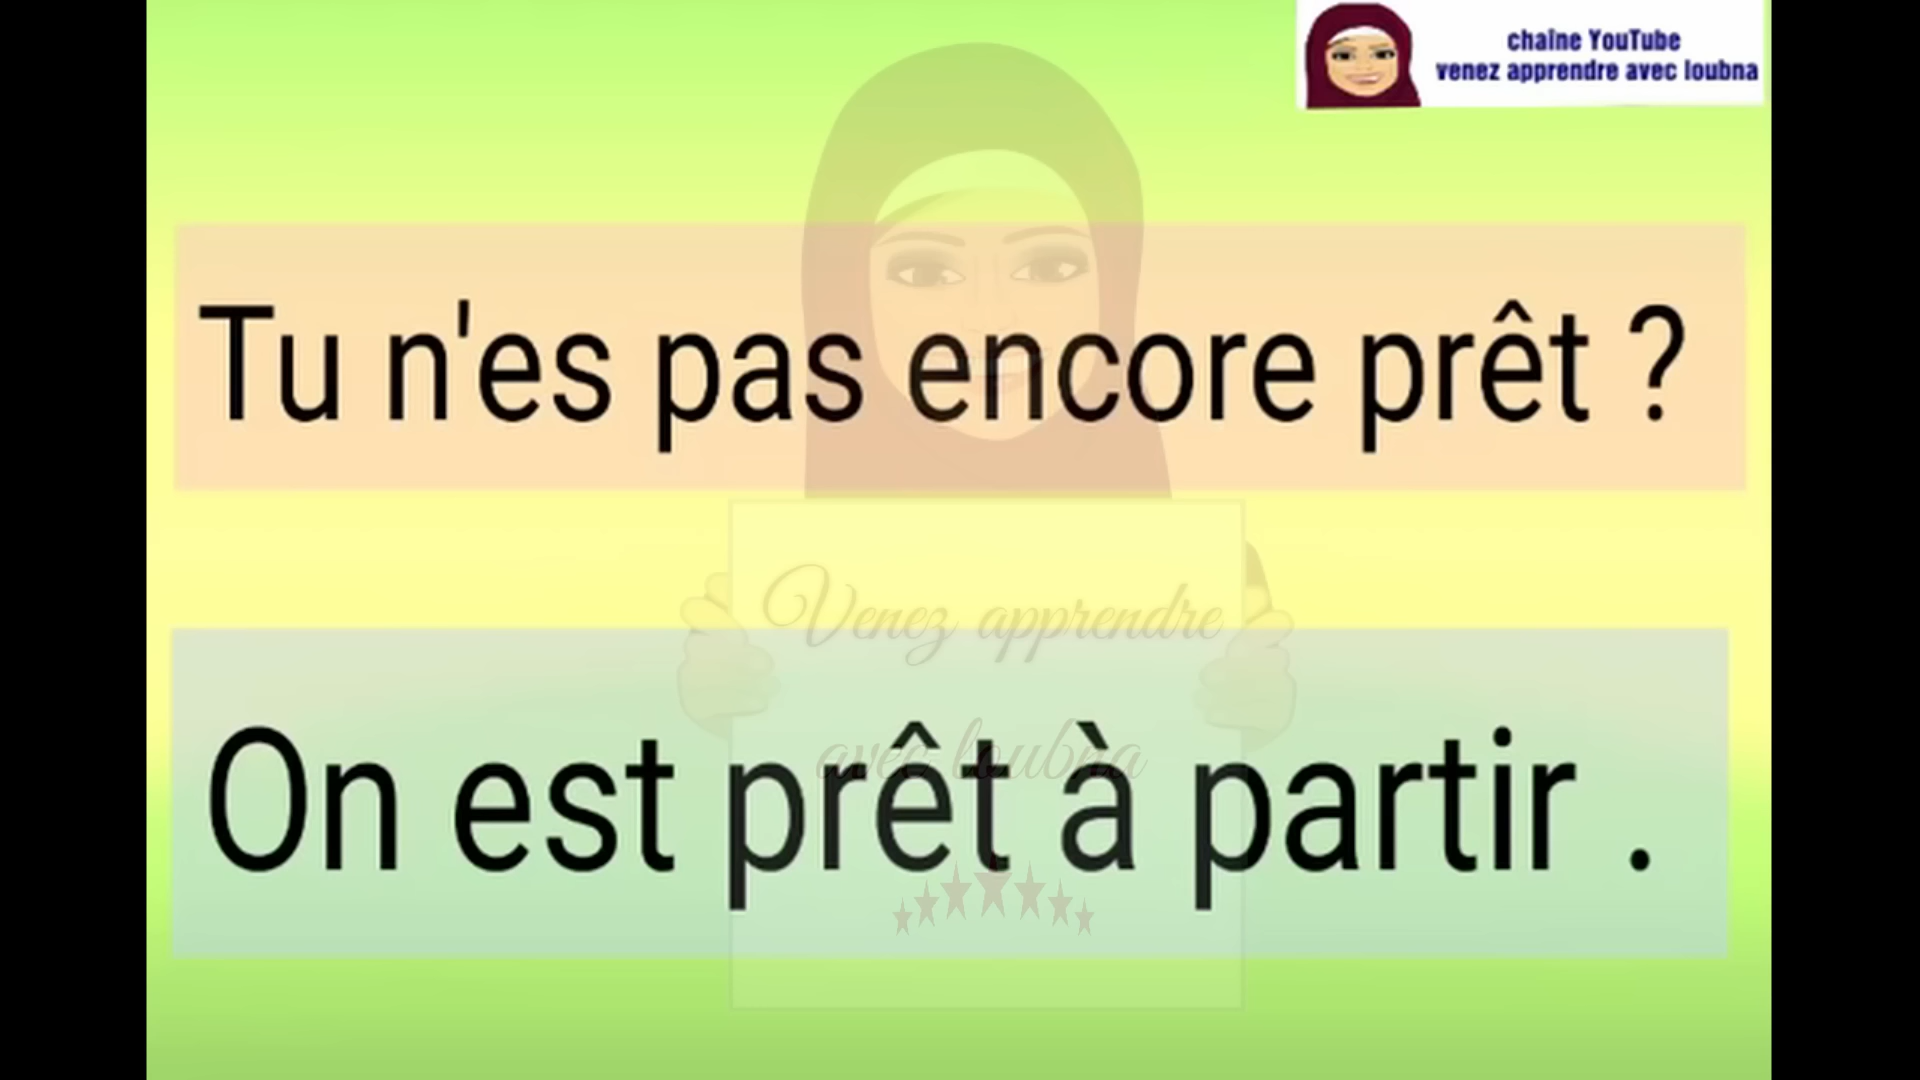 chaîne YouTube
venez apprendre avec loubna
Tu n'es pas encore prêt ?
Venez apprendre
avec loubna
On est prêt à partir .